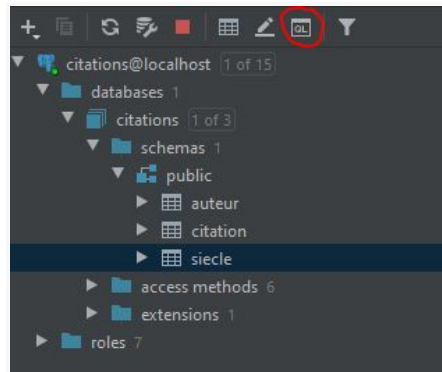 QL
citations@localhost 1 of 15
databases 1
citations 1 of 3
schemas 1
public
auteur
citation
siecle
access methods 6
extensions 1
roles 7